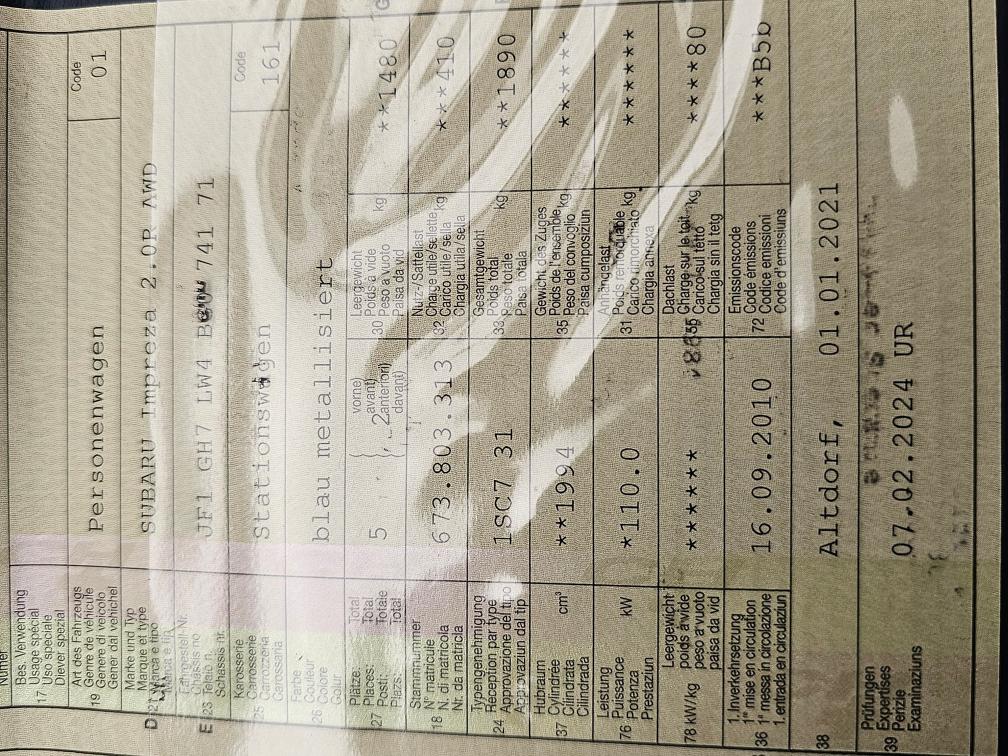 Bes. Verwendung
17 Usage spécial
Uso speciale
Diever spezial
Art des Fahrzeugs
19 Genre de véhicule
Genere di veicolo
Gener dal vehichel
Personenwagen
Code
01
Marke und Typ
Marque et type
Marca e tipo
SUBARU Impreza 2.0R AWD
E 23
Chassis no
Telaio n.
Schassis nr.
JF1 GH7 LW4 741 71
Karosserie
Carrosserie
25 Carrozzeria
Carossaria
Stationswagen
Code
161
Farbe
Couleur
26 Colore
Colur
blau metallisiert
Plätze: Total
Places: Total
27 Posti: Totale
Plazs: Total
5
vorne)
avant)
2 anteriori)
davant)
Leergewicht
30 Poids à vide kg
Peso a vuoto
Paisa da vid
**1480
Stammnummer
18 N° matricule
N. di matricola
Nr. da matricla
673.803.313
Nutz-/Sattellast
32 Charge utile/sellette kg
Carico utile/sella
Chargia utila/sella
***410
Typengenehmigung
24 Réception par type
Approvazione del tipo
Approvaziun dal tip
1SC7 31
Gesamtgewicht
33 Poids total kg
Peso totale
Paisa totala
**1890
Hubraum
37 Cylindrée cm³
Cilindrata
Cilindrada
**1994
Gewicht des Zuges
35 Poids de l'ensemble kg
Peso del convoglio
Paisa cumposiziun
******
Leistung
76 Puissance kW
Potenza
Prestaziun
*110.0
Anhängelast
31 Poids remorquable kg
Carico rimorchiato
Chargia annexa
******
Leergewicht
78 kW/kg poids à vide
peso a vuoto
paisa da vid
******
Dachlast
55 Charge sur le toit kg
Carico sul tetto
Chargia sin il tetg
****80
1. Inverkehrsetzung
36 1re mise en circulation
1a messa in circolazione
1. entrada en circulaziun
16.09.2010
Emissionscode
72 Code émissions
Codice emissioni
Code d'emissiuns
***B5b
38
Altdorf, 01.01.2021
Prüfungen
39 Expertises
Perizie
Examinaziuns
07.02.2024 UR